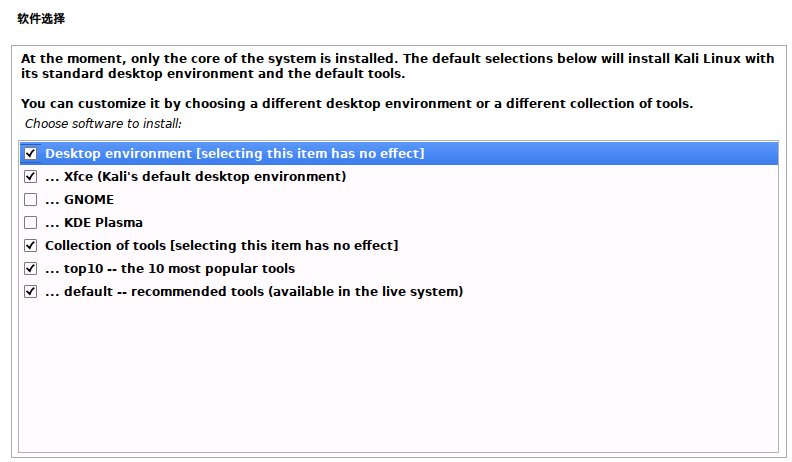 软件选择
At the moment, only the core of the system is installed. The default selections below will install Kali Linux with
its standard desktop environment and the default tools.
You can customize it by choosing a different desktop environment or a different collection of tools.
Choose software to install:
Desktop environment [selecting this item has no effect]
... Xfce (Kali's default desktop environment)
... GNOME
... KDE Plasma
Collection of tools [selecting this item has no effect]
... top10 -- the 10 most popular tools
... default -- recommended tools (available in the live system)